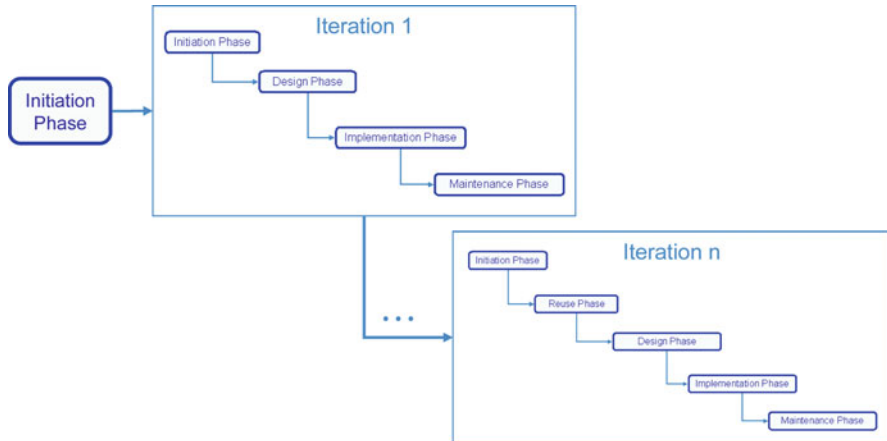 Iteration 1
Initiation Phase
Design Phase
Initiation
Phase
Implementation Phase
Maintenance Phase
Iteration n
Initiation Phase
Reuse Phase
...
Design Phase
Implementation Phase
Maintenance Phase